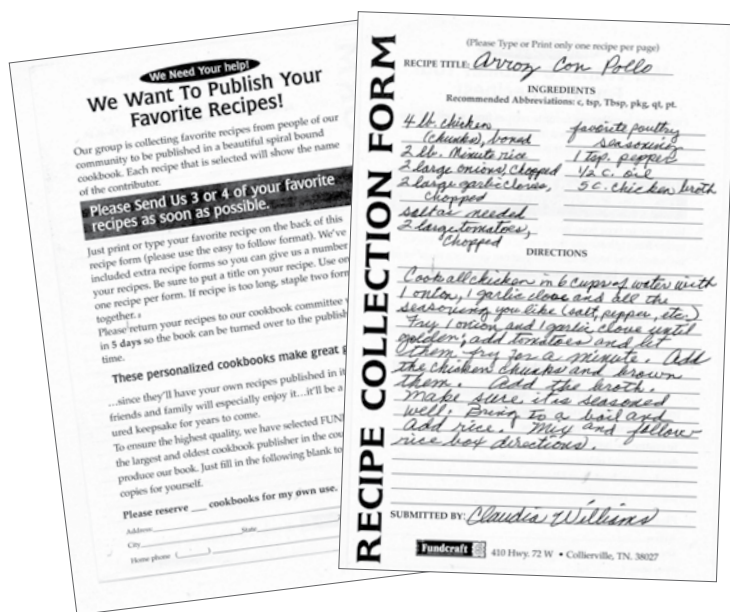 We Need Your help!
We Want To Publish Your
Favorite Recipes!
Our group is collecting favorite recipes from people of our
community to be published in a beautiful spiral bound
cookbook. Each recipe that is selected will show the name
of the contributor.
Please Send Us 3 or 4 of your favorite
recipes as soon as possible.
Just print or type your favorite recipe on the back of this
recipe form (please use the easy to follow format). We've
included extra recipe forms so you can give us a number
your recipes. Be sure to put a title on your recipe. Use on
one recipe per form. If recipe is too long, staple two form
together.
Please return your recipes to our cookbook committee
in 5 days so the book can be turned over to the publish
time.
These personalized cookbooks make great g
...since they'll have your own recipes published in it
friends and family will especially enjoy it...it'll be a
ured keepsake for years to come.
To ensure the highest quality, we have selected FUN
the largest and oldest cookbook publisher in the cou
produce our book. Just fill in the following blank to
copies for yourself.
Please reserve ___ cookbooks for my own use.
Address
City State
Home phone ( )
RECIPE COLLECTION FORM
(Please Type or Print only one recipe per page)
RECIPE TITLE: Arroz Con Pollo
INGREDIENTS
Recommended Abbreviations: c, tsp, Tbsp, pkg, qt, pt.
4 lb. chicken
(chunks), boned
2 lb. Minute rice
2 large onions, chopped
2 large garlic cloves,
chopped
salt as needed
2 large tomatoes,
chopped
favorite poultry
seasoning
1 tsp. pepper
1/2 c. oil
5 c. chicken broth
DIRECTIONS
Cook all chicken in 6 cups of water with
1 onion, 1 garlic clove and all the
seasoning you like (salt, pepper, etc.)
Fry 1 onion and 1 garlic clove until
golden; add tomatoes and let
them fry for a minute. Add
the chicken chunks and brown
them. Add the broth.
Make sure it is seasoned
well. Bring to a boil and
add rice. Mix and follow
rice box directions.
SUBMITTED BY: Claudia Williams
Fundcraft 410 Hwy. 72 W • Collierville, TN. 38027